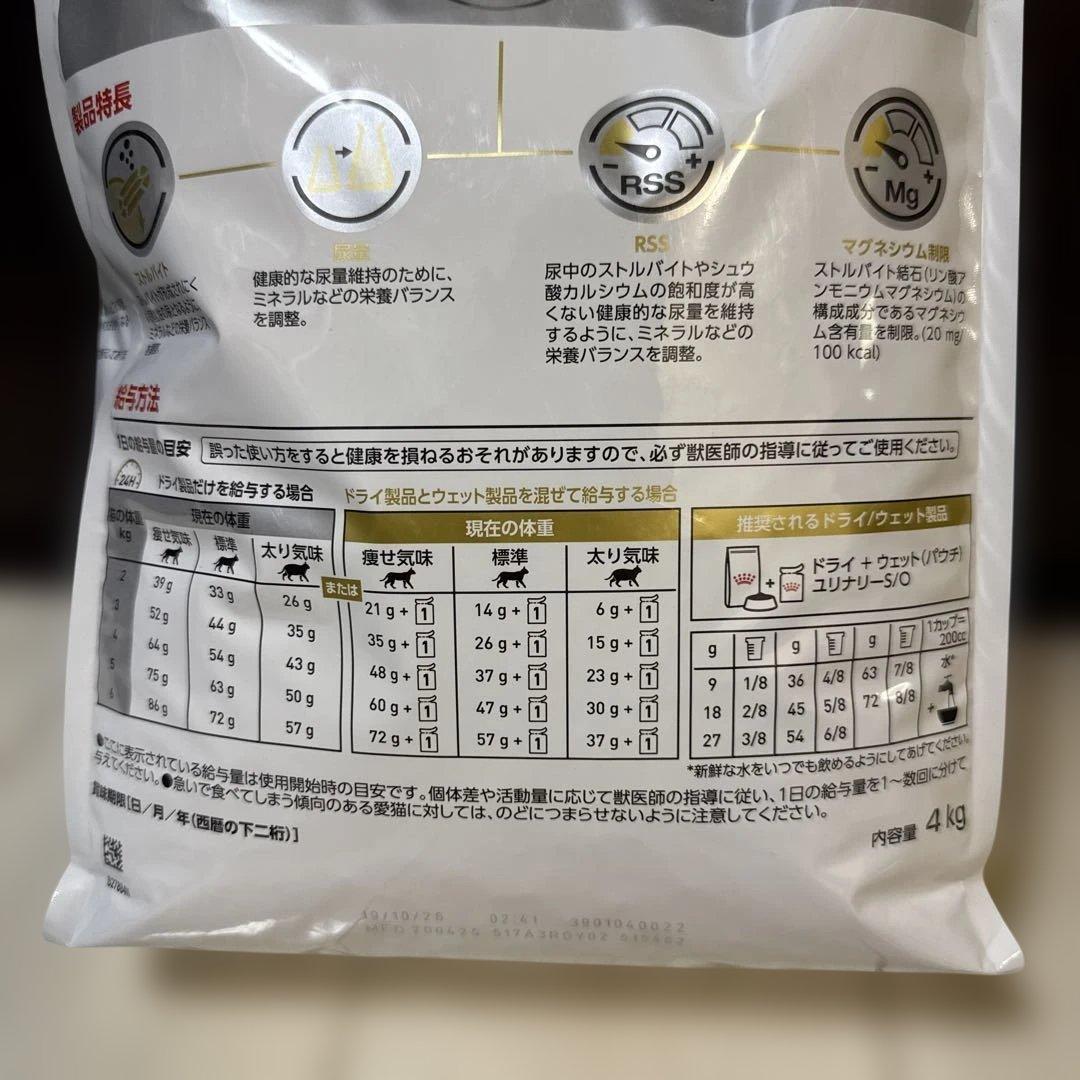 製品特長
RSS
Mg
ストルバイト
尿量
健康的な尿量維持のために、
ミネラルなどの栄養バランス
を調整。
RSS
尿中のストルバイトやシュウ
酸カルシウムの飽和度が高
くない健康的な尿量を維持
するように、ミネラルなどの
栄養バランスを調整。
マグネシウム制限
ストルバイト結石(リン酸ア
ンモニウムマグネシウム)の
構成成分であるマグネシウ
ム含有量を制限。(20 mg/
100 kcal)
給与方法
1日の給与量の目安 誤った使い方をすると健康を損ねるおそれがありますので、必ず獣医師の指導に従ってご使用ください。
24H ドライ製品だけを給与する場合 ドライ製品とウェット製品を混ぜて給与する場合
猫の体重 kg 現在の体重
痩せ気味 標準 太り気味
2 39 g 33 g 26 g
3 52 g 44 g 35 g
4 64 g 54 g 43 g
5 75 g 63 g 50 g
6 86 g 72 g 57 g
または
現在の体重
痩せ気味 標準 太り気味
21 g + 1 14 g + 1 6 g + 1
35 g + 1 26 g + 1 15 g + 1
48 g + 1 37 g + 1 23 g + 1
60 g + 1 47 g + 1 30 g + 1
72 g + 1 57 g + 1 37 g + 1
推奨されるドライ/ウェット製品
ドライ + ウェット(パウチ)
ユリナリーS/O
g g g 1カップ=
200cc
9 1/8 36 4/8 63 7/8 水*
18 2/8 45 5/8 72 8/8 +
27 3/8 54 6/8
*新鮮な水をいつでも飲めるようにしてあげてください。
●ここに表示されている給与量は使用開始時の目安です。個体差や活動量に応じて獣医師の指導に従い、1日の給与量を1~数回に分けて
与えてください。●急いで食べてしまう傾向のある愛猫に対しては、のどにつまらせないように注意してください。
賞味期限[日/月/年(西暦の下二桁)]
内容量 4 kg
19/10/26 02:41 3901040022